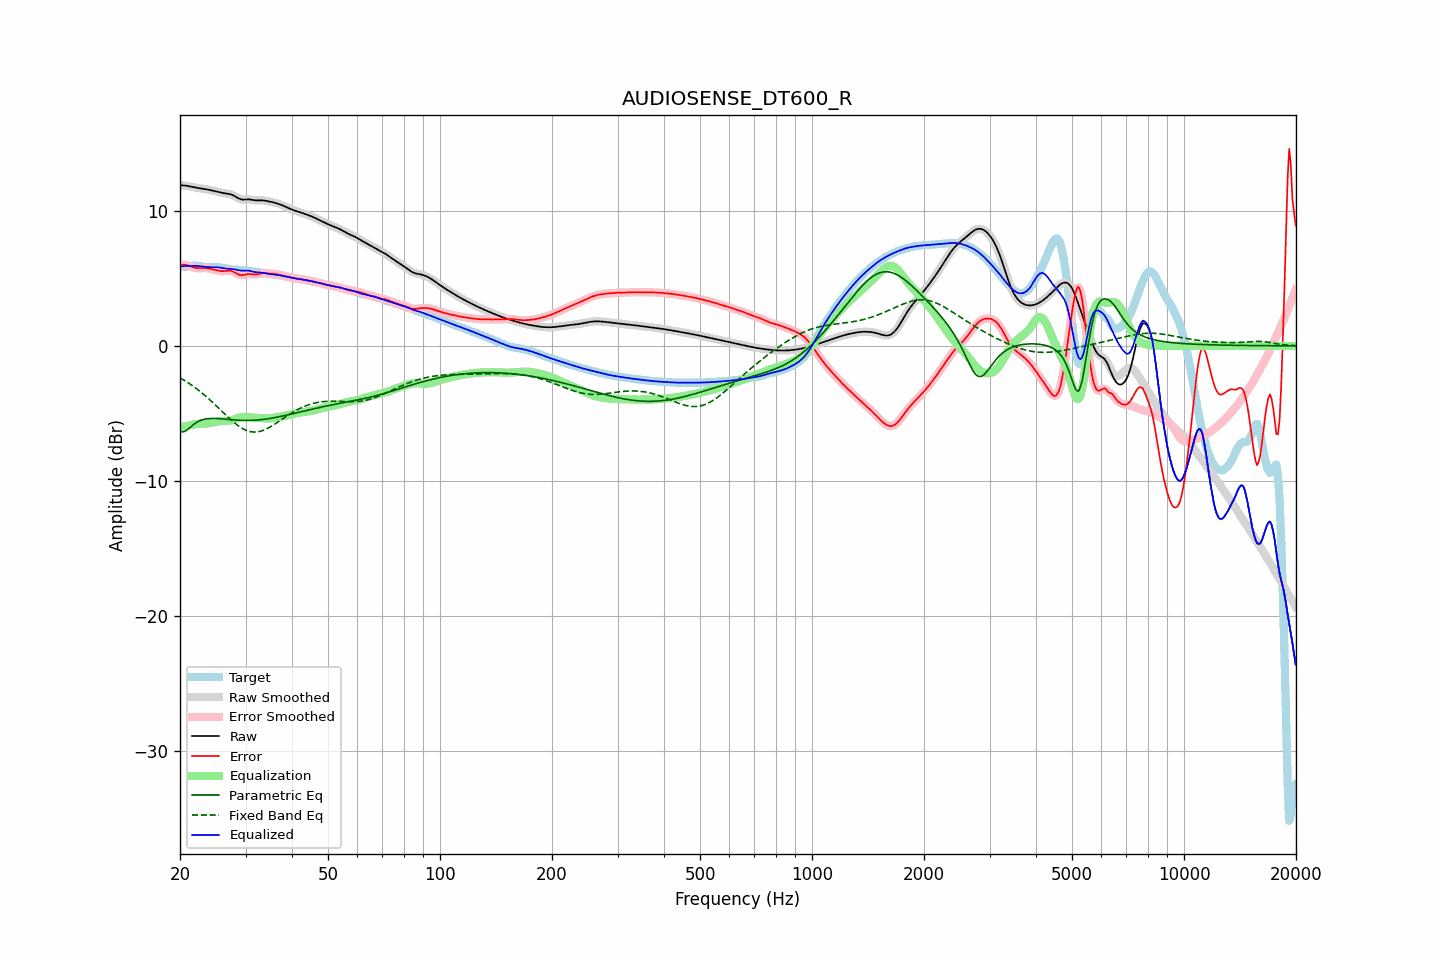 AUDIOSENSE_DT600_R
Amplitude (dBr)
10
0
−10
−20
−30
Target
Raw Smoothed
Error Smoothed
Raw
Error
Equalization
Parametric Eq
Fixed Band Eq
Equalized
20 50 100 200 500 1000 2000 5000 10000 20000
Frequency (Hz)